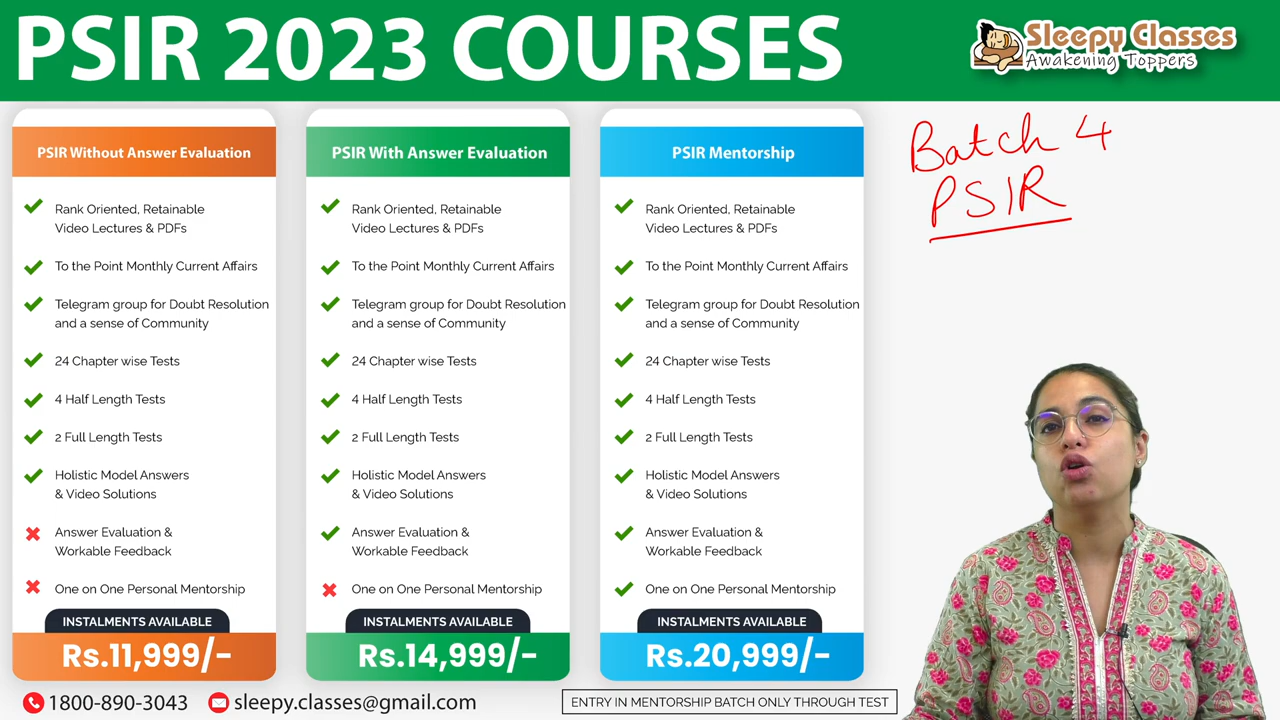 PSIR 2023 COURSES
Sleepy Classes
Awakening Toppers
PSIR Without Answer Evaluation
Rank Oriented, Retainable
Video Lectures & PDFs
To the Point Monthly Current Affairs
Telegram group for Doubt Resolution
and a sense of Community
24 Chapter wise Tests
4 Half Length Tests
2 Full Length Tests
Holistic Model Answers
& Video Solutions
Answer Evaluation &
Workable Feedback
One on One Personal Mentorship
INSTALMENTS AVAILABLE
Rs.11,999/-
PSIR With Answer Evaluation
Rank Oriented, Retainable
Video Lectures & PDFs
To the Point Monthly Current Affairs
Telegram group for Doubt Resolution
and a sense of Community
24 Chapter wise Tests
4 Half Length Tests
2 Full Length Tests
Holistic Model Answers
& Video Solutions
Answer Evaluation &
Workable Feedback
One on One Personal Mentorship
INSTALMENTS AVAILABLE
Rs.14,999/-
PSIR Mentorship
Rank Oriented, Retainable
Video Lectures & PDFs
To the Point Monthly Current Affairs
Telegram group for Doubt Resolution
and a sense of Community
24 Chapter wise Tests
4 Half Length Tests
2 Full Length Tests
Holistic Model Answers
& Video Solutions
Answer Evaluation &
Workable Feedback
One on One Personal Mentorship
INSTALMENTS AVAILABLE
Rs.20,999/-
Batch 4
PSIR
1800-890-3043
sleepy.classes@gmail.com
ENTRY IN MENTORSHIP BATCH ONLY THROUGH TEST